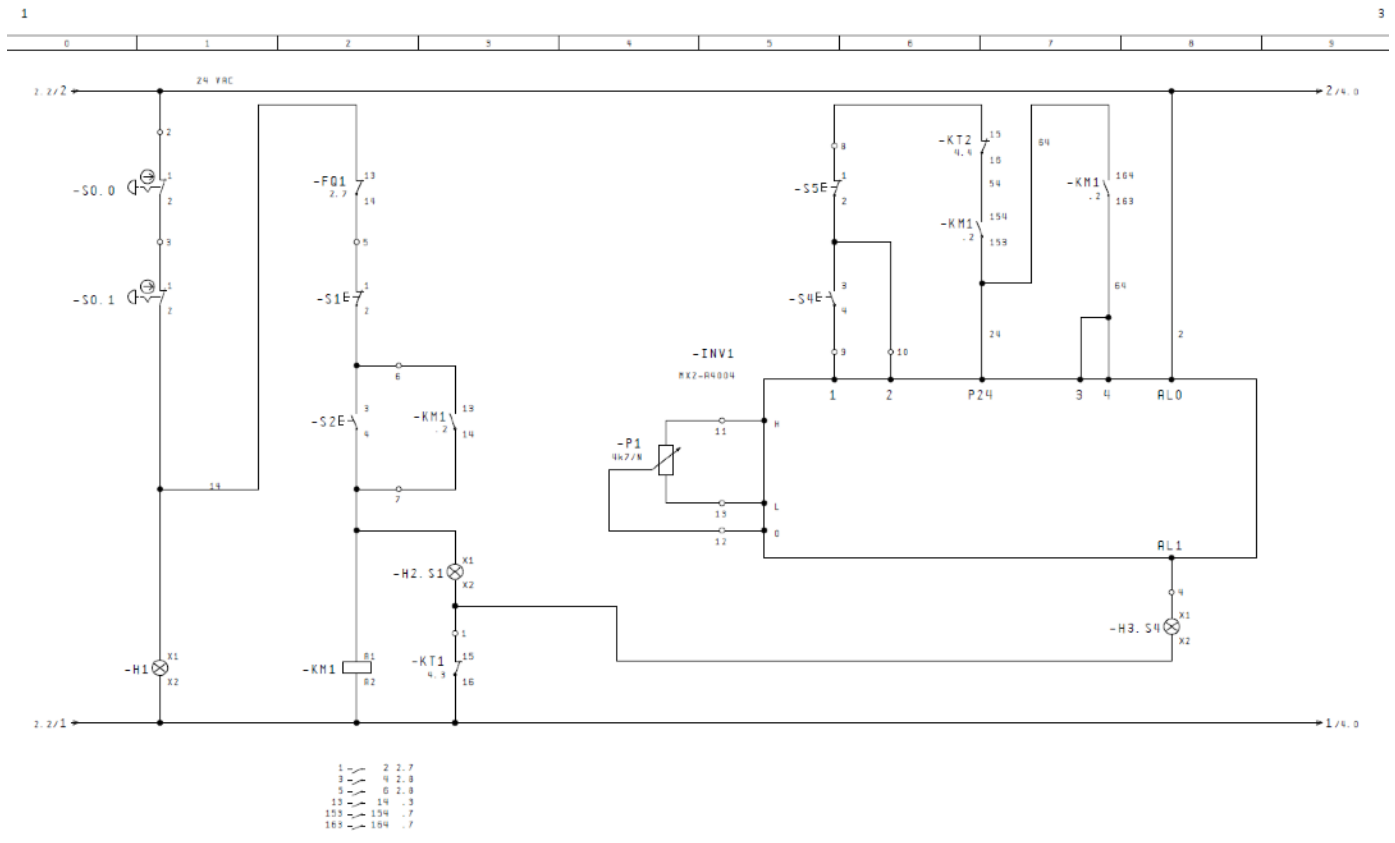 1
3
0 1 2 3 4 5 6 7 8 9
24 VAC
2.2/2
2/4.0
2
-S0.0
1
2
3
-S0.1
1
2
14
-H1
X1
X2
-FQ1
2.7
13
14
5
-S1
1
2
6
-S2
3
4
-KM1
.2
13
14
7
-H2.S1
X1
X2
1
-KM1
A1
A2
-KT1
4.3
15
16
8
-S5
1
2
-S4
3
4
9
10
-KT2
4.4
15
16
54
-KM1
.2
154
153
24
64
-KM1
.2
164
163
64
2
-INV1
MX2-A4004
1 2 P24 3 4 AL0
-P1
4k7/N
11
H
13
L
12
O
AL1
4
-H3.S4
X1
X2
2.2/1
1/4.0
1 2 2.7
3 4 2.8
5 6 2.8
13 14 .3
153 154 .7
163 164 .7